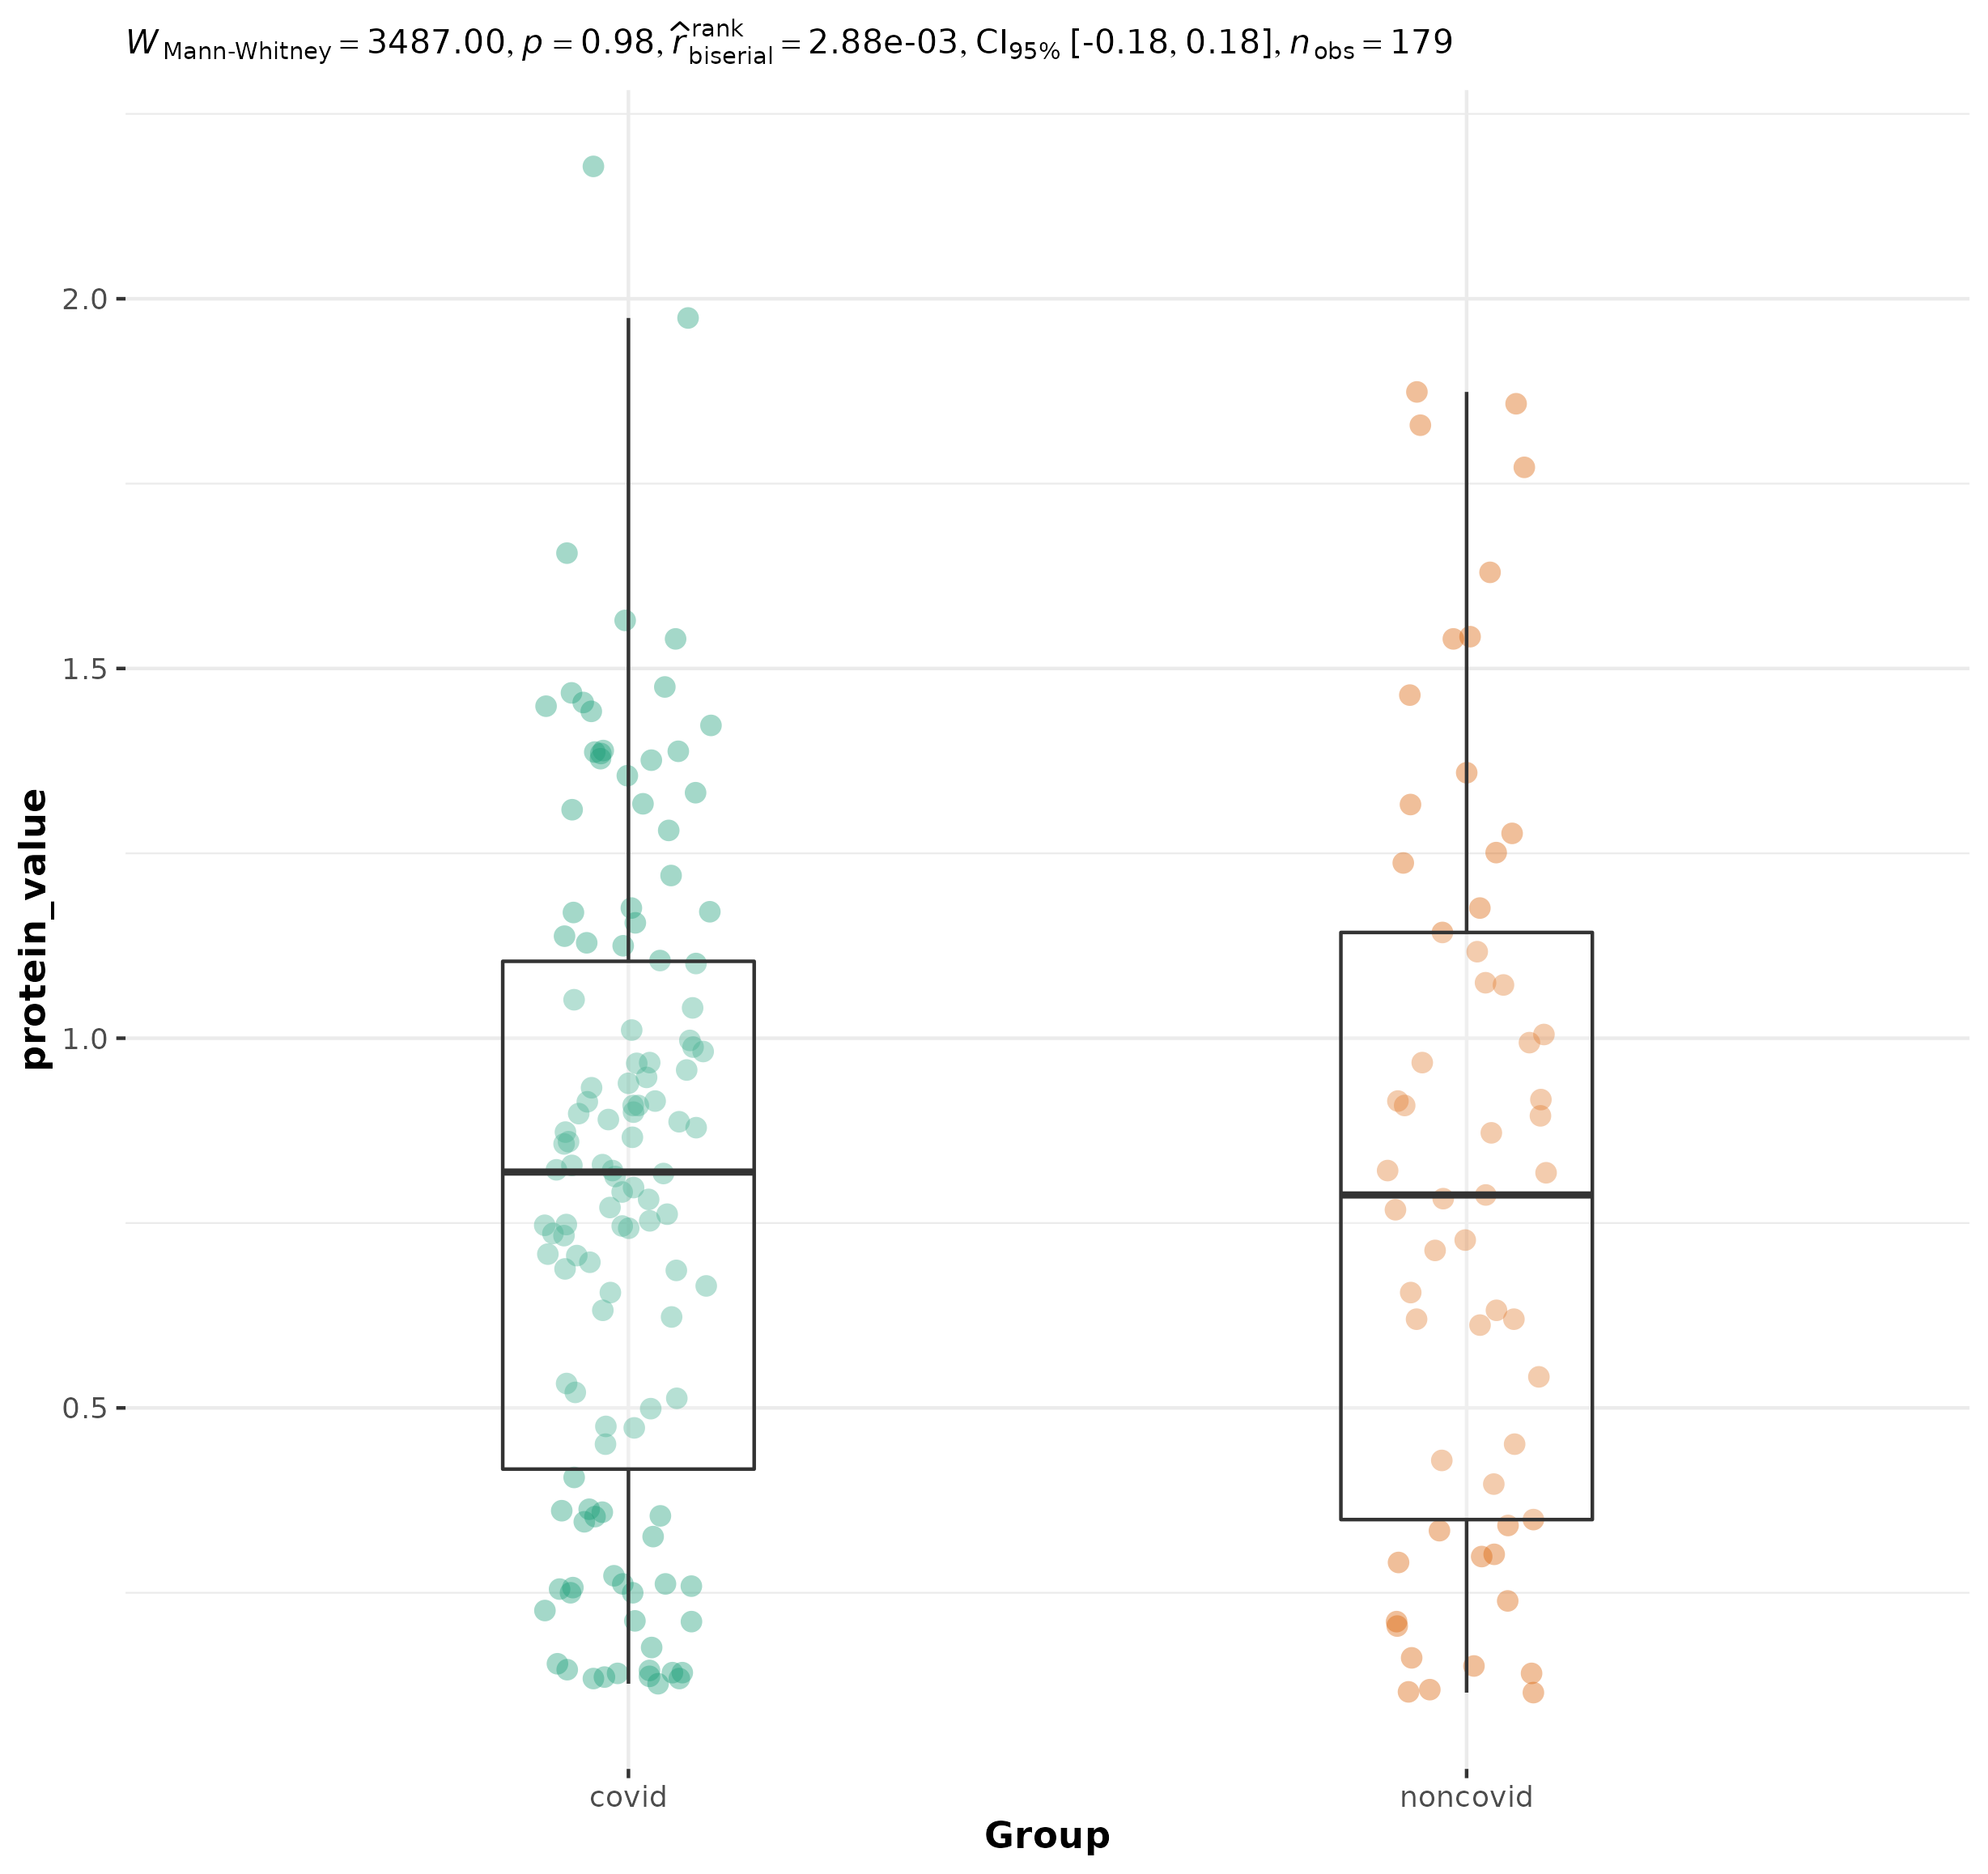 W Mann-Whitney = 3487.00, p = 0.98, r̂ rank biserial = 2.88e-03, CI95% [-0.18, 0.18], n obs = 179
2.0
1.5
1.0
0.5
protein_value
covid noncovid
Group